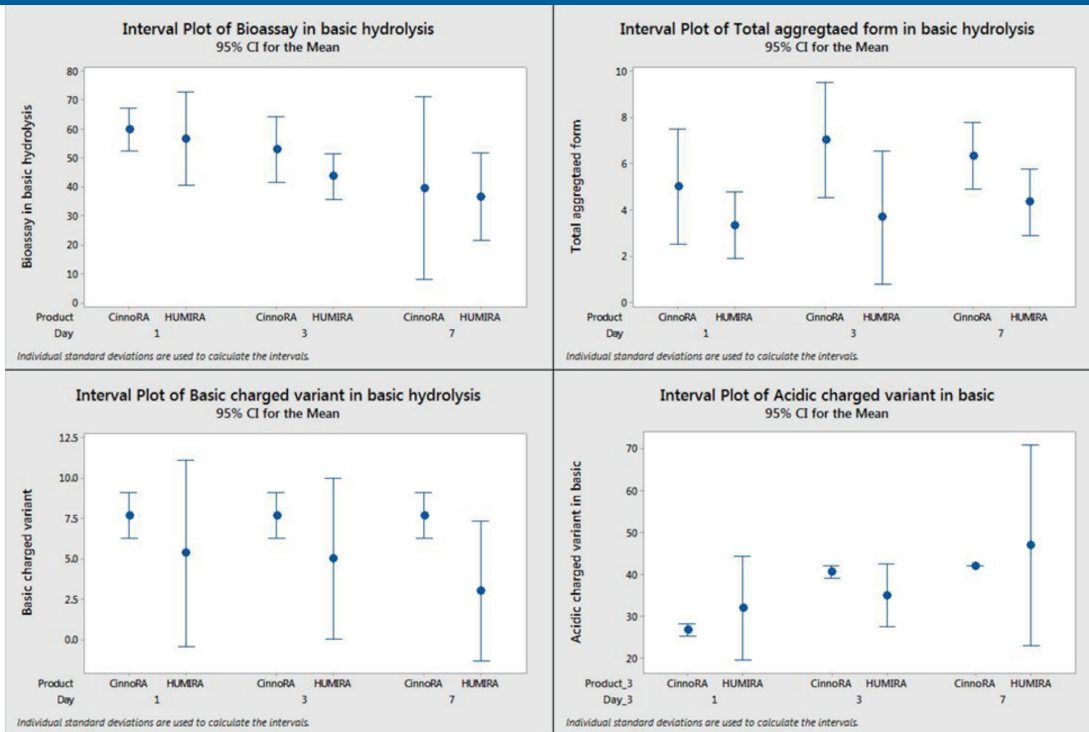 Interval Plot of Bioassay in basic hydrolysis
95% CI for the Mean
80
70
60
50
40
30
20
10
0
Bioassay in basic hydrolysis
Product CinnoRA HUMIRA CinnoRA HUMIRA CinnoRA HUMIRA
Day 1 3 7
Individual standard deviations are used to calculate the intervals.
Interval Plot of Total aggregtaed form in basic hydrolysis
95% CI for the Mean
10
8
6
4
2
0
Total aggregtaed form
Product CinnoRA HUMIRA CinnoRA HUMIRA CinnoRA HUMIRA
Day 1 3 7
Individual standard deviations are used to calculate the intervals.
Interval Plot of Basic charged variant in basic hydrolysis
95% CI for the Mean
12.5
10.0
7.5
5.0
2.5
0.0
Basic charged variant
Product CinnoRA HUMIRA CinnoRA HUMIRA CinnoRA HUMIRA
Day 1 3 7
Individual standard deviations are used to calculate the intervals.
Interval Plot of Acidic charged variant in basic
95% CI for the Mean
70
60
50
40
30
20
Acidic charged variant in basic
Product_3 CinnoRA HUMIRA CinnoRA HUMIRA CinnoRA HUMIRA
Day_3 1 3 7
Individual standard deviations are used to calculate the intervals.